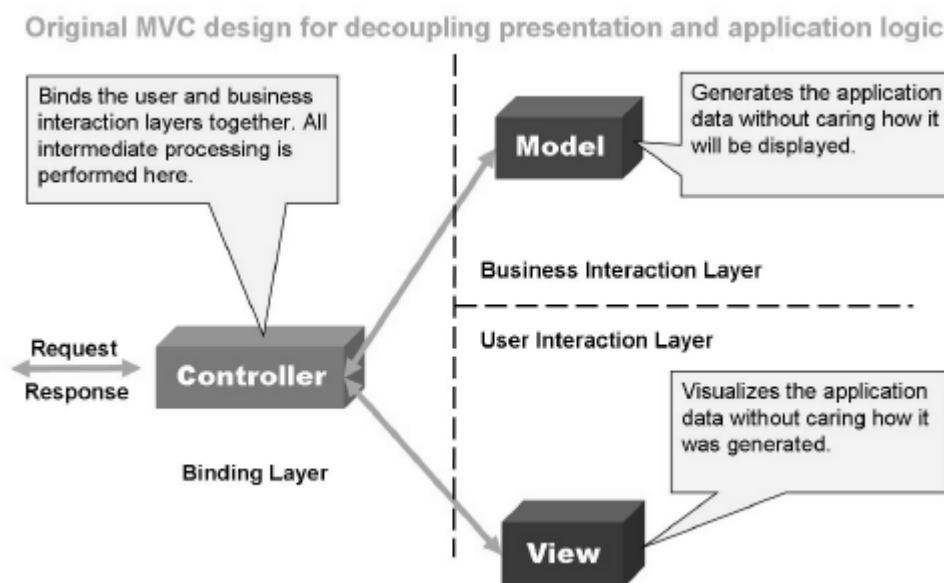 Original MVC design for decoupling presentation and application logic
Binds the user and business
interaction layers together. All
intermediate processing is
performed here.
Generates the application
data without caring how it
will be displayed.
Model
Business Interaction Layer
User Interaction Layer
Request
Response
Controller
Binding Layer
Visualizes the application
data without caring how it
was generated.
View